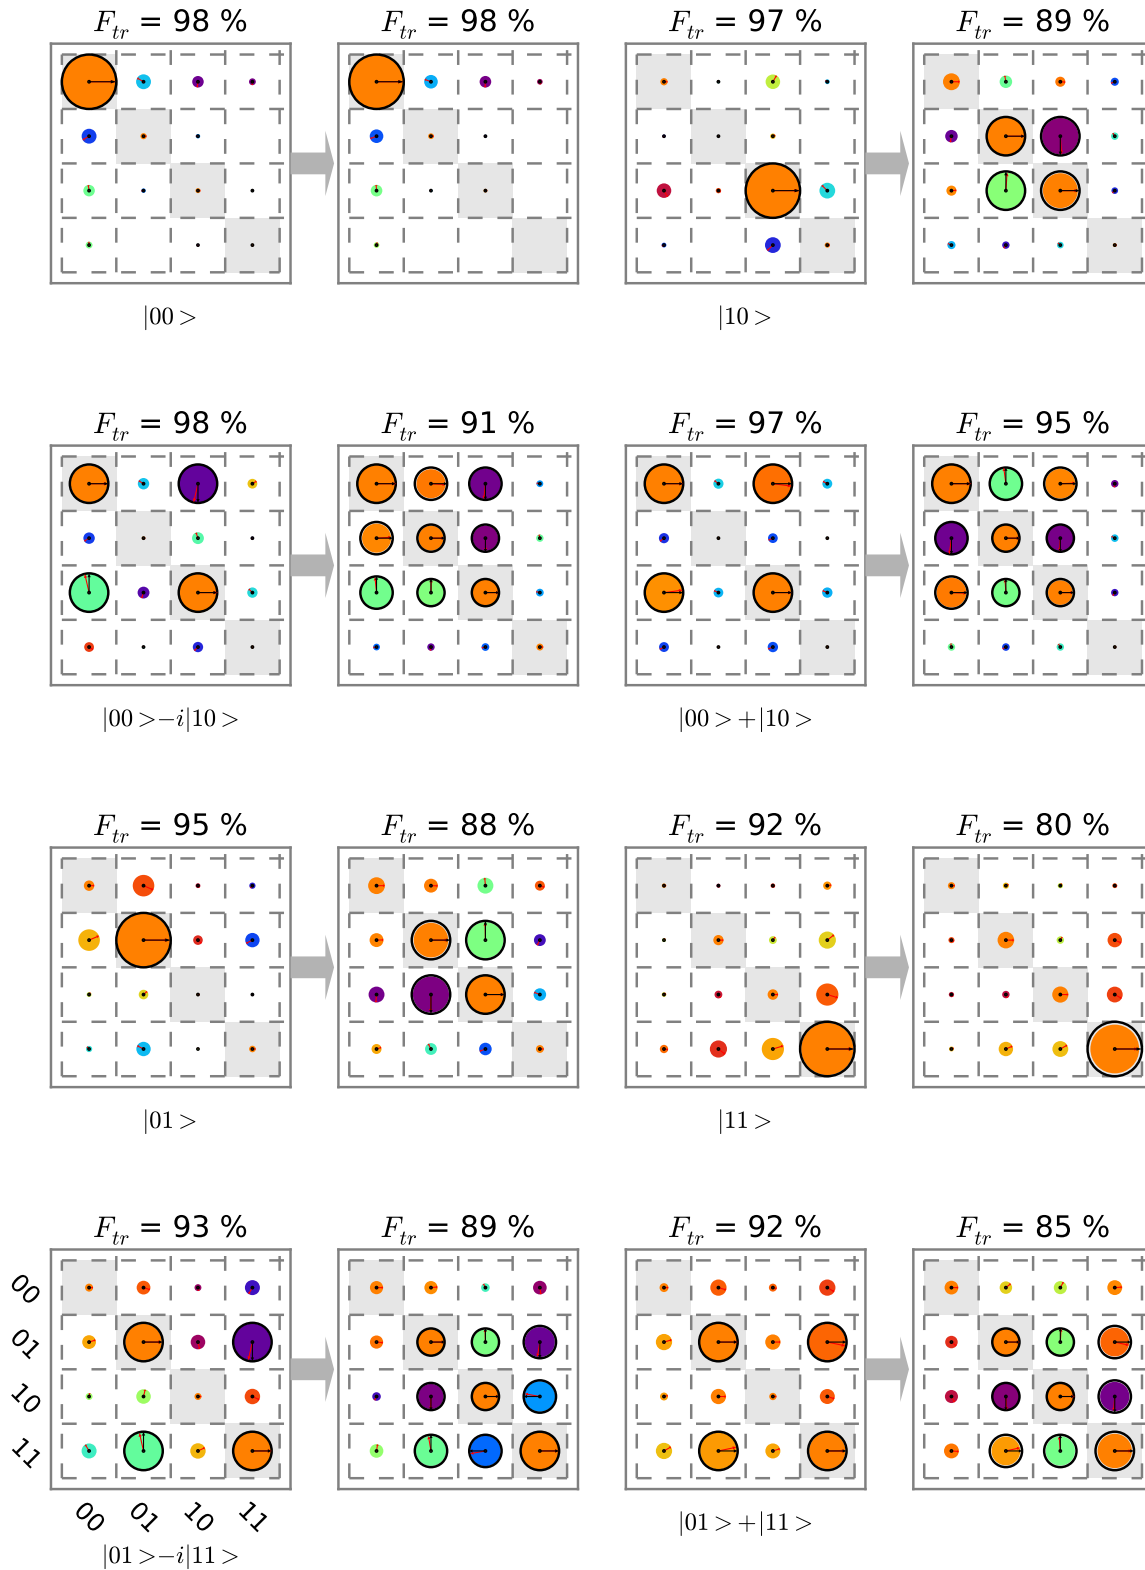 F_tr = 98 % F_tr = 98 % F_tr = 97 % F_tr = 89 %
|00> |10>
F_tr = 98 % F_tr = 91 % F_tr = 97 % F_tr = 95 %
|00>−i|10> |00>+|10>
F_tr = 95 % F_tr = 88 % F_tr = 92 % F_tr = 80 %
|01> |11>
F_tr = 93 % F_tr = 89 % F_tr = 92 % F_tr = 85 %
00
01
10
11
00 01 10 11
|01>+|11>
|01>−i|11>